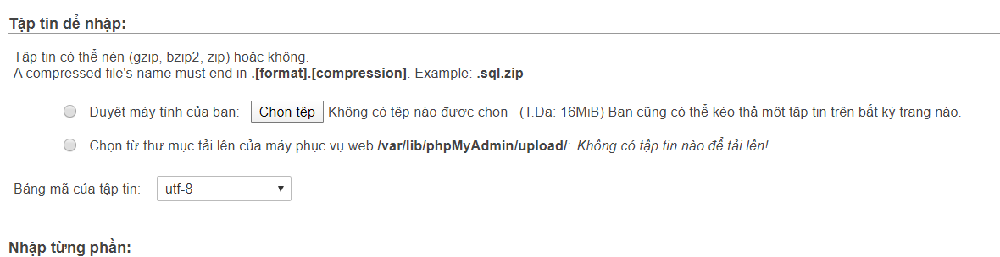 Tập tin để nhập:
Tập tin có thể nén (gzip, bzip2, zip) hoặc không.
A compressed file's name must end in .[format].[compression]. Example: .sql.zip
Duyệt máy tính của bạn: Chọn tệp Không có tệp nào được chọn (T.Đa: 16MiB) Bạn cũng có thể kéo thả một tập tin trên bất kỳ trang nào.
Chọn từ thư mục tải lên của máy phục vụ web /var/lib/phpMyAdmin/upload/: Không có tập tin nào để tải lên!
Bảng mã của tập tin: utf-8
Nhập từng phần: